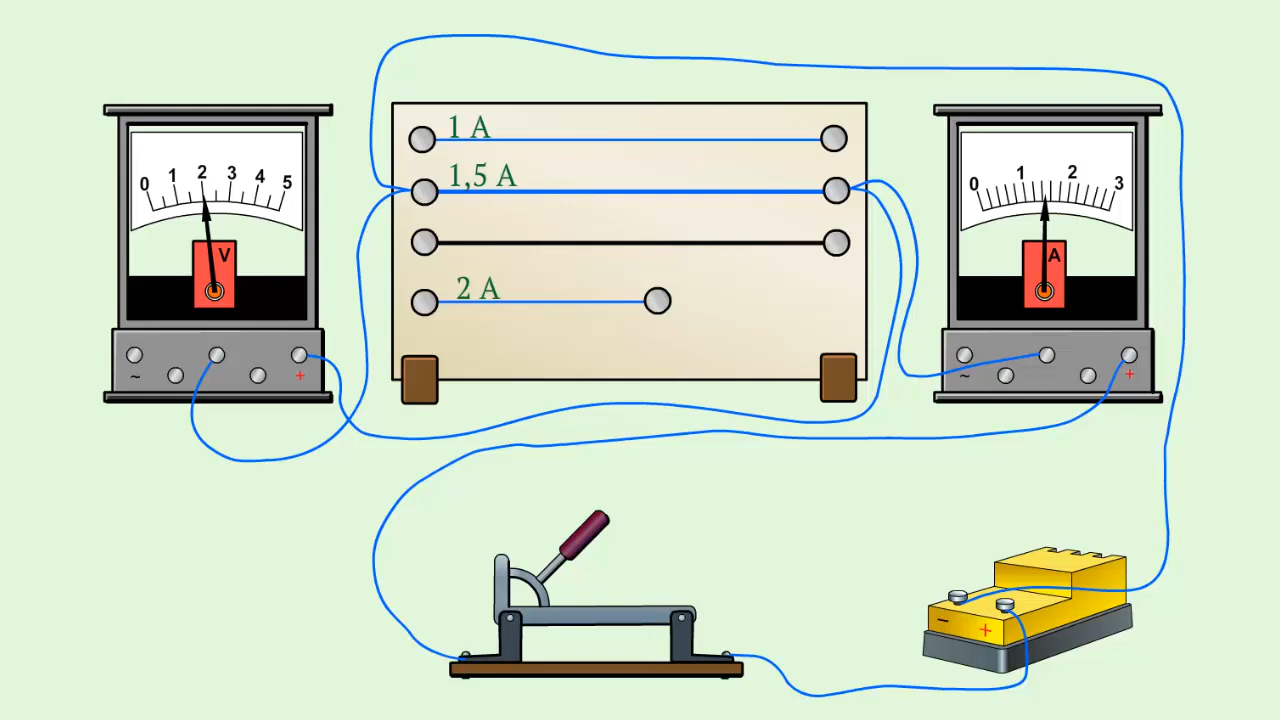 1 A
1,5 A
2 A
0 1 2 3 4 5
V
~ +
0 1 2 3
A
~ +
− +